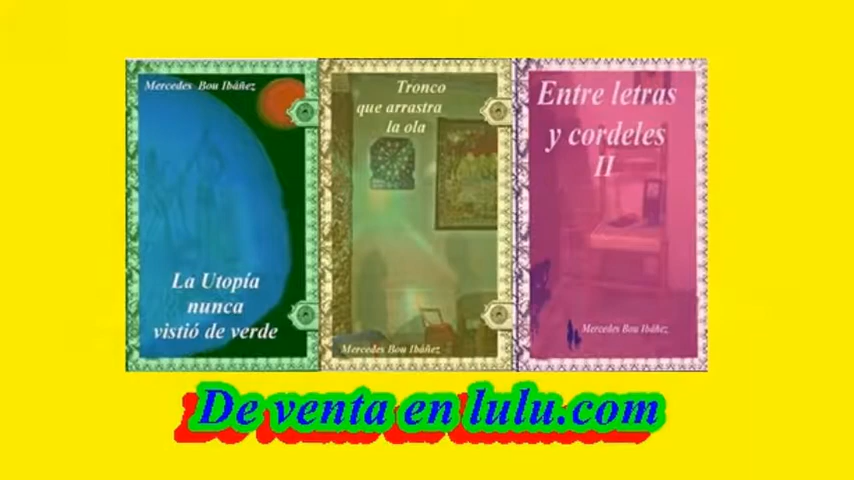 Mercedes Bou Ibáñez
La Utopía
nunca
vistió de verde
Tronco
que arrastra
la ola
Mercedes Bou Ibáñez
Entre letras
y cordeles
II
Mercedes Bou Ibáñez
De venta en lulu.com